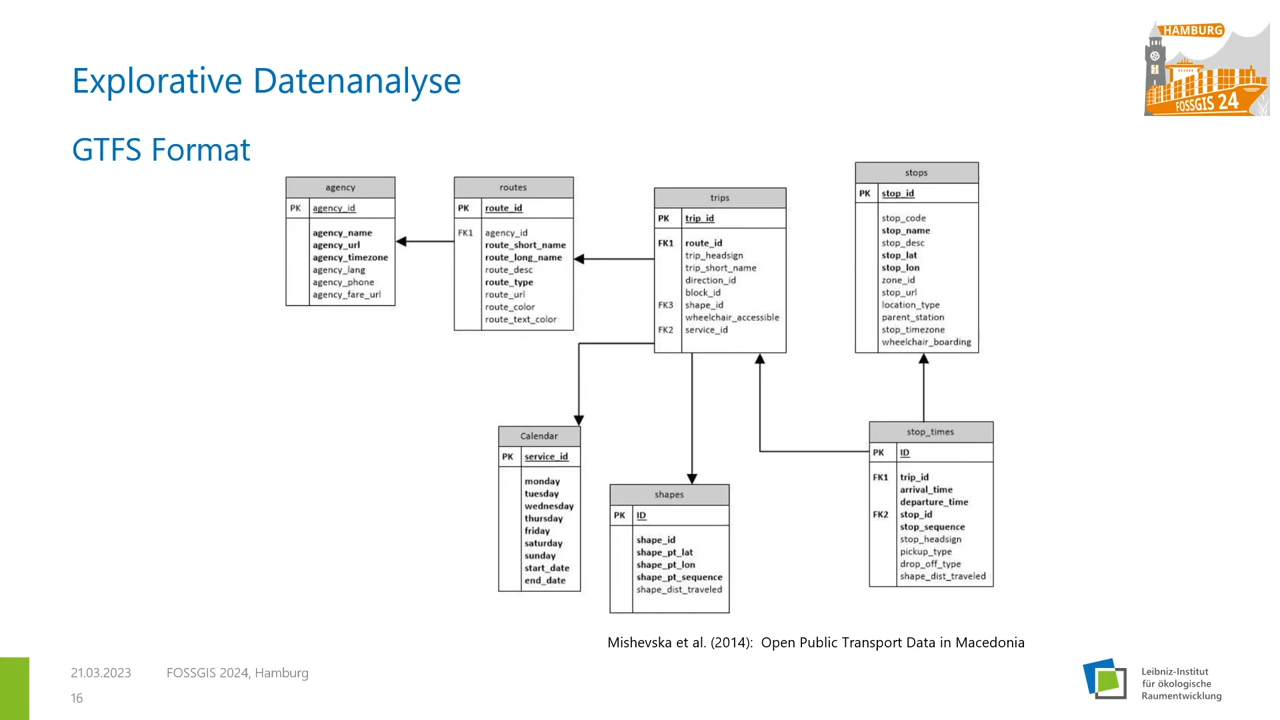 HAMBURG
FOSSGIS 24
Explorative Datenanalyse
GTFS Format
agency
PK agency_id
agency_name
agency_url
agency_timezone
agency_lang
agency_phone
agency_fare_url
routes
PK route_id
FK1 agency_id
route_short_name
route_long_name
route_desc
route_type
route_url
route_color
route_text_color
trips
PK trip_id
FK1 route_id
trip_headsign
trip_short_name
direction_id
block_id
FK3 shape_id
wheelchair_accessible
FK2 service_id
stops
PK stop_id
stop_code
stop_name
stop_desc
stop_lat
stop_lon
zone_id
stop_url
location_type
parent_station
stop_timezone
wheelchair_boarding
Calendar
PK service_id
monday
tuesday
wednesday
thursday
friday
saturday
sunday
start_date
end_date
shapes
PK ID
shape_id
shape_pt_lat
shape_pt_lon
shape_pt_sequence
shape_dist_traveled
stop_times
PK ID
FK1 trip_id
arrival_time
departure_time
FK2 stop_id
stop_sequence
stop_headsign
pickup_type
drop_off_type
shape_dist_traveled
Mishevska et al. (2014): Open Public Transport Data in Macedonia
21.03.2023 FOSSGIS 2024, Hamburg
16
Leibniz-Institut
für ökologische
Raumentwicklung